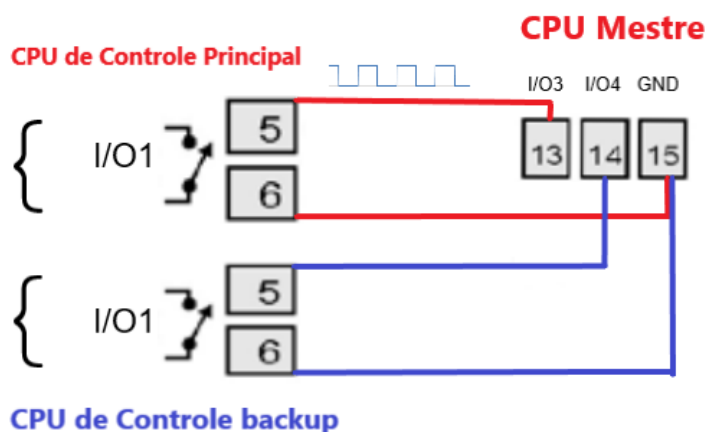 CPU Mestre
CPU de Controle Principal
I/O3 I/O4 GND
5
13 14 15
I/O1
6
5
I/O1
6
CPU de Controle backup